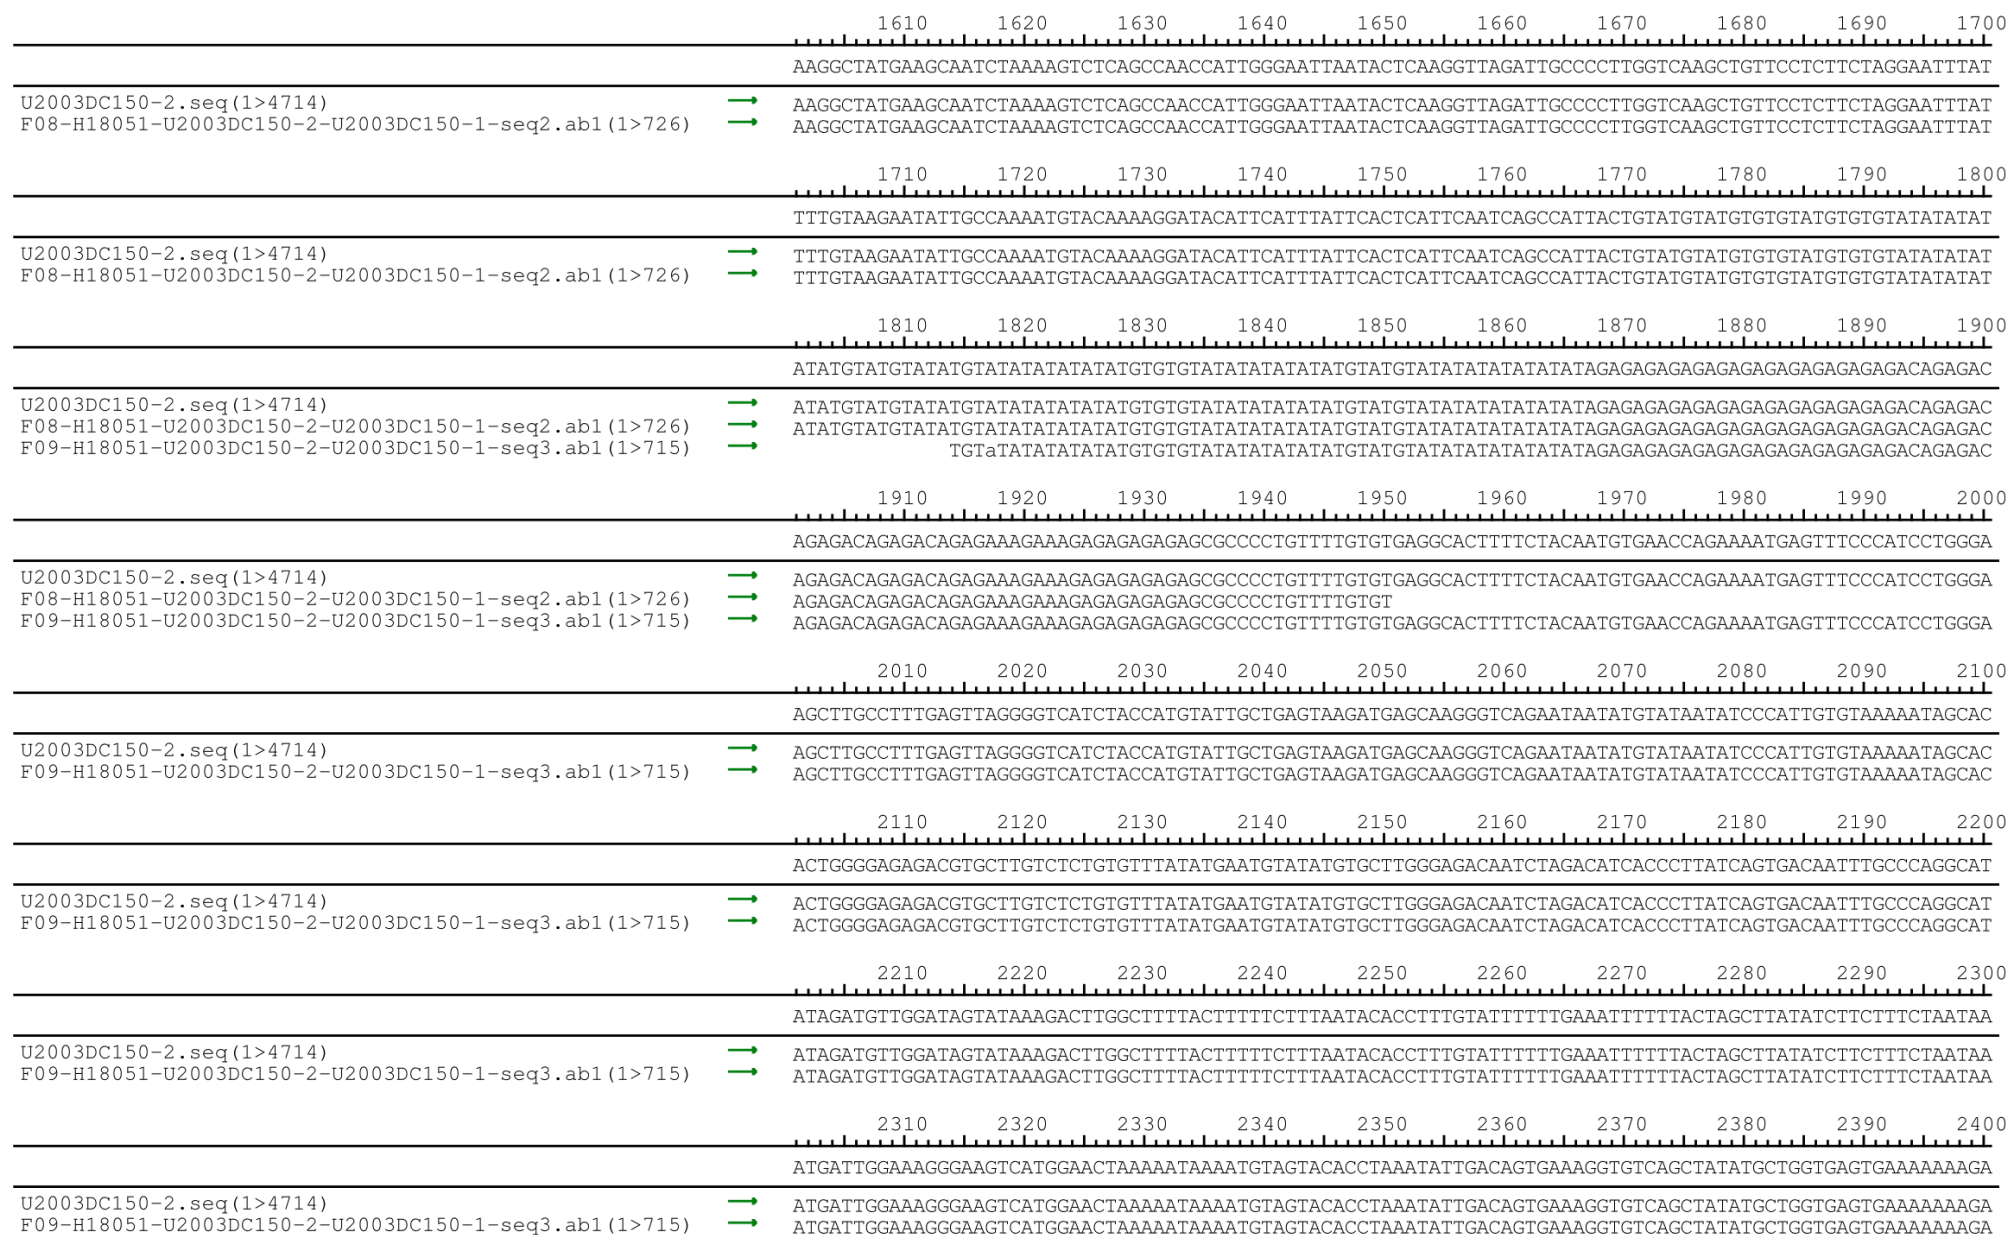 1610 1620 1630 1640 1650 1660 1670 1680 1690 1700
AAGGCTATGAAGCAATCTAAAAGTCTCAGCCAACCATTGGGAATTAATACTCAAGGTTAGATTGCCCCTTGGTCAAGCTGTTCCTCTTCTAGGAATTTAT
U2003DC150-2.seq(1>4714) → AAGGCTATGAAGCAATCTAAAAGTCTCAGCCAACCATTGGGAATTAATACTCAAGGTTAGATTGCCCCTTGGTCAAGCTGTTCCTCTTCTAGGAATTTAT
F08-H18051-U2003DC150-2-U2003DC150-1-seq2.ab1(1>726) → AAGGCTATGAAGCAATCTAAAAGTCTCAGCCAACCATTGGGAATTAATACTCAAGGTTAGATTGCCCCTTGGTCAAGCTGTTCCTCTTCTAGGAATTTAT
1710 1720 1730 1740 1750 1760 1770 1780 1790 1800
TTTGTAAGAATATTGCCAAAATGTACAAAAGGATACATTCATTTATTCACTCATTCAATCAGCCATTACTGTATGTATGTGTGTATGTGTGTATATATAT
U2003DC150-2.seq(1>4714) → TTTGTAAGAATATTGCCAAAATGTACAAAAGGATACATTCATTTATTCACTCATTCAATCAGCCATTACTGTATGTATGTGTGTATGTGTGTATATATAT
F08-H18051-U2003DC150-2-U2003DC150-1-seq2.ab1(1>726) → TTTGTAAGAATATTGCCAAAATGTACAAAAGGATACATTCATTTATTCACTCATTCAATCAGCCATTACTGTATGTATGTGTGTATGTGTGTATATATAT
1810 1820 1830 1840 1850 1860 1870 1880 1890 1900
ATATGTATGTATATGTATATATATATATGTGTGTATATATATATATGTATGTATATATATATATATAGAGAGAGAGAGAGAGAGAGAGAGAGACAGAGAC
U2003DC150-2.seq(1>4714) → ATATGTATGTATATGTATATATATATATGTGTGTATATATATATATGTATGTATATATATATATATAGAGAGAGAGAGAGAGAGAGAGAGAGACAGAGAC
F08-H18051-U2003DC150-2-U2003DC150-1-seq2.ab1(1>726) → ATATGTATGTATATGTATATATATATATGTGTGTATATATATATATGTATGTATATATATATATATAGAGAGAGAGAGAGAGAGAGAGAGAGACAGAGAC
F09-H18051-U2003DC150-2-U2003DC150-1-seq3.ab1(1>715) → TGTaTATATATATATGTGTGTATATATATATATGTATGTATATATATATATATAGAGAGAGAGAGAGAGAGAGAGAGAGACAGAGAC
1910 1920 1930 1940 1950 1960 1970 1980 1990 2000
AGAGACAGAGACAGAGAAAGAAAGAGAGAGAGAGCGCCCCTGTTTTGTGTGAGGCACTTTTCTACAATGTGAACCAGAAAATGAGTTTCCCATCCTGGGA
U2003DC150-2.seq(1>4714) → AGAGACAGAGACAGAGAAAGAAAGAGAGAGAGAGCGCCCCTGTTTTGTGTGAGGCACTTTTCTACAATGTGAACCAGAAAATGAGTTTCCCATCCTGGGA
F08-H18051-U2003DC150-2-U2003DC150-1-seq2.ab1(1>726) → AGAGACAGAGACAGAGAAAGAAAGAGAGAGAGAGCGCCCCTGTTTTGTGT
F09-H18051-U2003DC150-2-U2003DC150-1-seq3.ab1(1>715) → AGAGACAGAGACAGAGAAAGAAAGAGAGAGAGAGCGCCCCTGTTTTGTGTGAGGCACTTTTCTACAATGTGAACCAGAAAATGAGTTTCCCATCCTGGGA
2010 2020 2030 2040 2050 2060 2070 2080 2090 2100
AGCTTGCCTTTGAGTTAGGGGTCATCTACCATGTATTGCTGAGTAAGATGAGCAAGGGTCAGAATAATATGTATAATATCCCATTGTGTAAAAATAGCAC
U2003DC150-2.seq(1>4714) → AGCTTGCCTTTGAGTTAGGGGTCATCTACCATGTATTGCTGAGTAAGATGAGCAAGGGTCAGAATAATATGTATAATATCCCATTGTGTAAAAATAGCAC
F09-H18051-U2003DC150-2-U2003DC150-1-seq3.ab1(1>715) → AGCTTGCCTTTGAGTTAGGGGTCATCTACCATGTATTGCTGAGTAAGATGAGCAAGGGTCAGAATAATATGTATAATATCCCATTGTGTAAAAATAGCAC
2110 2120 2130 2140 2150 2160 2170 2180 2190 2200
ACTGGGGAGAGACGTGCTTGTCTCTGTGTTTATATGAATGTATATGTGCTTGGGAGACAATCTAGACATCACCCTTATCAGTGACAATTTGCCCAGGCAT
U2003DC150-2.seq(1>4714) → ACTGGGGAGAGACGTGCTTGTCTCTGTGTTTATATGAATGTATATGTGCTTGGGAGACAATCTAGACATCACCCTTATCAGTGACAATTTGCCCAGGCAT
F09-H18051-U2003DC150-2-U2003DC150-1-seq3.ab1(1>715) → ACTGGGGAGAGACGTGCTTGTCTCTGTGTTTATATGAATGTATATGTGCTTGGGAGACAATCTAGACATCACCCTTATCAGTGACAATTTGCCCAGGCAT
2210 2220 2230 2240 2250 2260 2270 2280 2290 2300
ATAGATGTTGGATAGTATAAAGACTTGGCTTTTACTTTTTCTTTAATACACCTTTGTATTTTTTGAAATTTTTTACTAGCTTATATCTTCTTTCTAATAA
U2003DC150-2.seq(1>4714) → ATAGATGTTGGATAGTATAAAGACTTGGCTTTTACTTTTTCTTTAATACACCTTTGTATTTTTTGAAATTTTTTACTAGCTTATATCTTCTTTCTAATAA
F09-H18051-U2003DC150-2-U2003DC150-1-seq3.ab1(1>715) → ATAGATGTTGGATAGTATAAAGACTTGGCTTTTACTTTTTCTTTAATACACCTTTGTATTTTTTGAAATTTTTTACTAGCTTATATCTTCTTTCTAATAA
2310 2320 2330 2340 2350 2360 2370 2380 2390 2400
ATGATTGGAAAGGGAAGTCATGGAACTAAAAATAAAATGTAGTACACCTAAATATTGACAGTGAAAGGTGTCAGCTATATGCTGGTGAGTGAAAAAAAGA
U2003DC150-2.seq(1>4714) → ATGATTGGAAAGGGAAGTCATGGAACTAAAAATAAAATGTAGTACACCTAAATATTGACAGTGAAAGGTGTCAGCTATATGCTGGTGAGTGAAAAAAAGA
F09-H18051-U2003DC150-2-U2003DC150-1-seq3.ab1(1>715) → ATGATTGGAAAGGGAAGTCATGGAACTAAAAATAAAATGTAGTACACCTAAATATTGACAGTGAAAGGTGTCAGCTATATGCTGGTGAGTGAAAAAAAGA